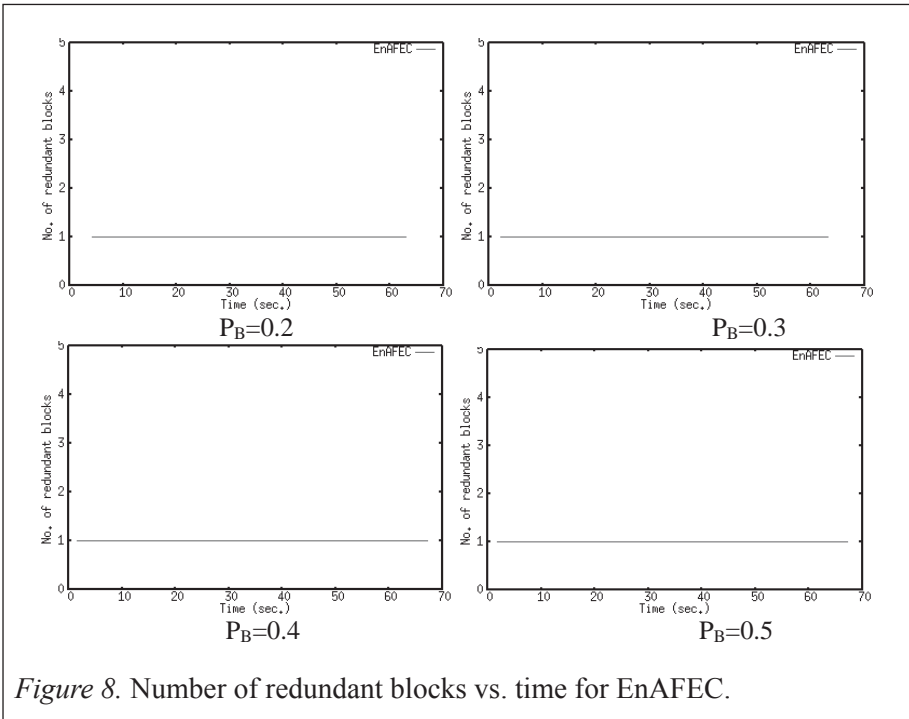 EnAFEC
No. of redundant blocks
5
4
3
2
1
0
0 10 20 30 40 50 60 70
Time (sec.)
P_B=0.2
EnAFEC
No. of redundant blocks
5
4
3
2
1
0
0 10 20 30 40 50 60 70
Time (sec.)
P_B=0.3
EnAFEC
No. of redundant blocks
5
4
3
2
1
0
0 10 20 30 40 50 60 70
Time (sec.)
P_B=0.4
EnAFEC
No. of redundant blocks
5
4
3
2
1
0
0 10 20 30 40 50 60 70
Time (sec.)
P_B=0.5
Figure 8. Number of redundant blocks vs. time for EnAFEC.